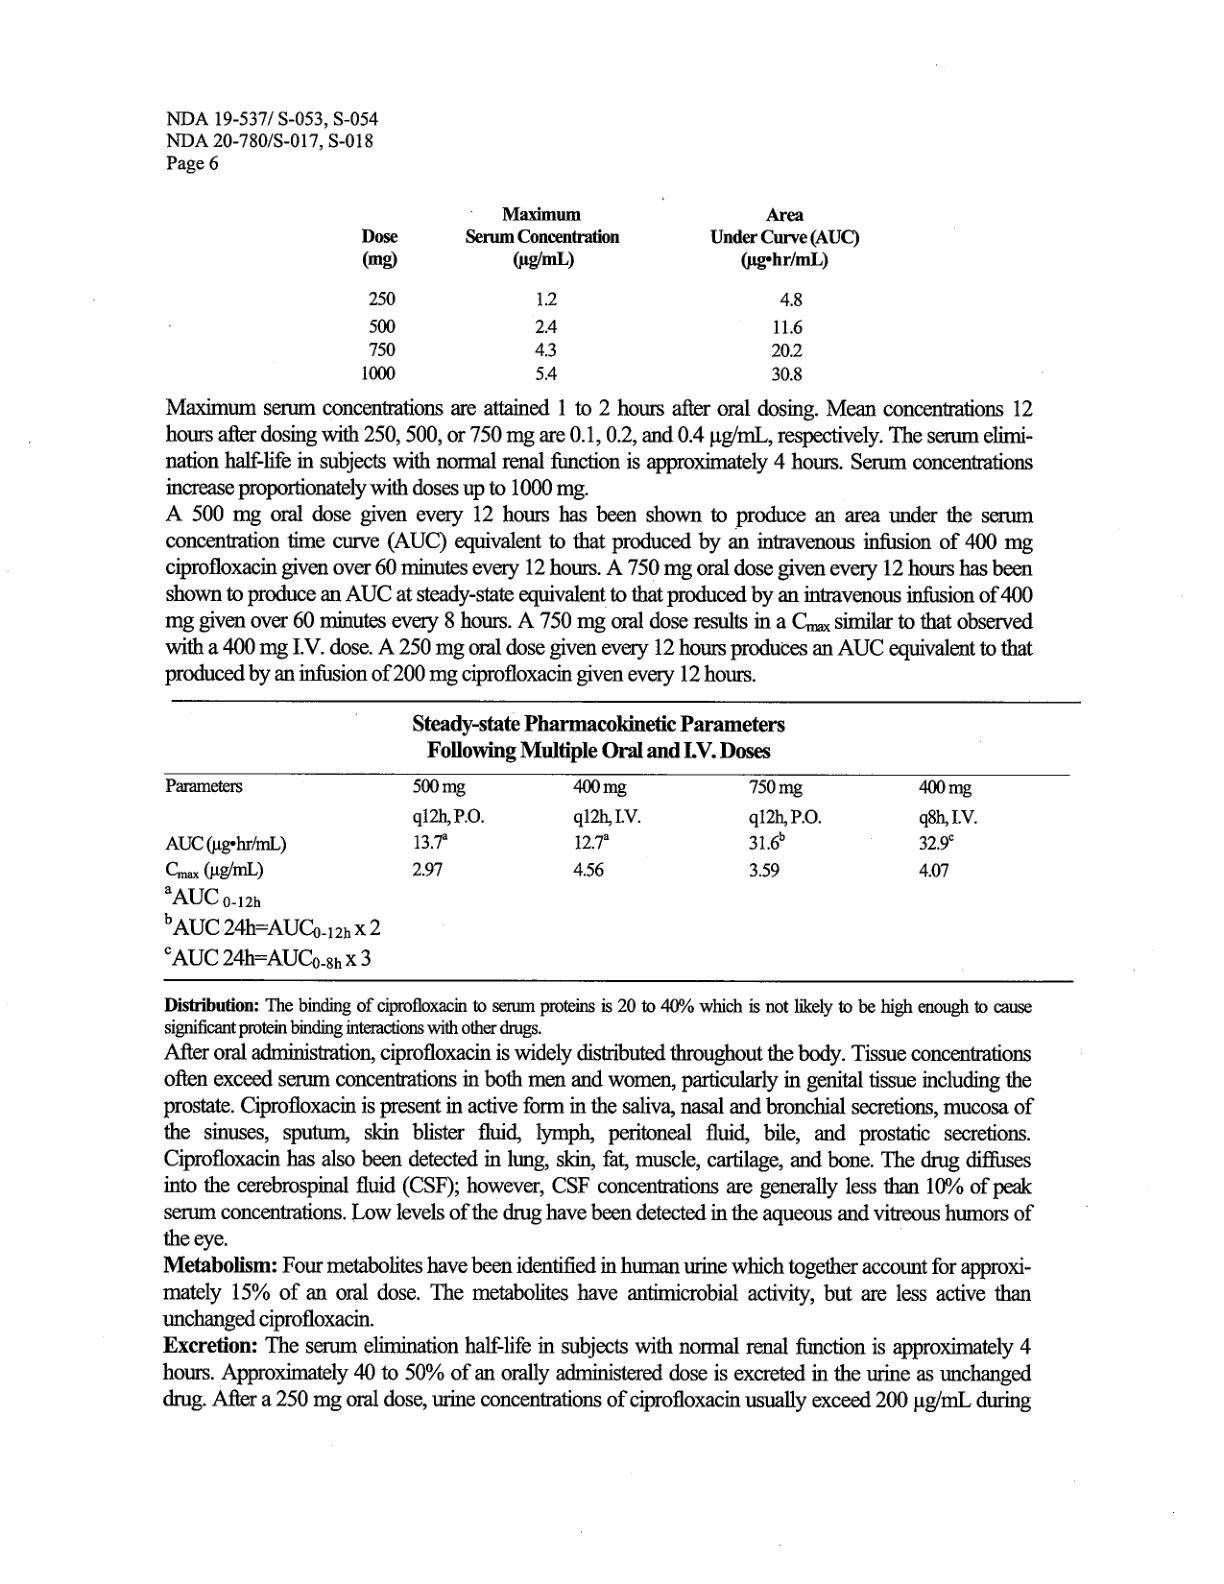 NDA 19-537/ S-053, S-054
NDA 20-780/S-017, S-018
Page 6
Maximum Area
Dose Serum Concentration Under Curve (AUC)
(mg) (µg/mL) (µg•hr/mL)
250 1.2 4.8
500 2.4 11.6
750 4.3 20.2
1000 5.4 30.8
Maximum serum concentrations are attained 1 to 2 hours after oral dosing. Mean concentrations 12
hours after dosing with 250, 500, or 750 mg are 0.1, 0.2, and 0.4 µg/mL, respectively. The serum elimi-
nation half-life in subjects with normal renal function is approximately 4 hours. Serum concentrations
increase proportionately with doses up to 1000 mg.
A 500 mg oral dose given every 12 hours has been shown to produce an area under the serum
concentration time curve (AUC) equivalent to that produced by an intravenous infusion of 400 mg
ciprofloxacin given over 60 minutes every 12 hours. A 750 mg oral dose given every 12 hours has been
shown to produce an AUC at steady-state equivalent to that produced by an intravenous infusion of 400
mg given over 60 minutes every 8 hours. A 750 mg oral dose results in a Cmax similar to that observed
with a 400 mg I.V. dose. A 250 mg oral dose given every 12 hours produces an AUC equivalent to that
produced by an infusion of 200 mg ciprofloxacin given every 12 hours.
Steady-state Pharmacokinetic Parameters
Following Multiple Oral and I.V. Doses
Parameters 500 mg 400 mg 750 mg 400 mg
q12h, P.O. q12h, I.V. q12h, P.O. q8h, I.V.
AUC (µg•hr/mL) 13.7a 12.7a 31.6b 32.9c
Cmax (µg/mL) 2.97 4.56 3.59 4.07
aAUC 0-12h
bAUC 24h=AUC0-12h x 2
cAUC 24h=AUC0-8h x 3
Distribution: The binding of ciprofloxacin to serum proteins is 20 to 40% which is not likely to be high enough to cause
significant protein binding interactions with other drugs.
After oral administration, ciprofloxacin is widely distributed throughout the body. Tissue concentrations
often exceed serum concentrations in both men and women, particularly in genital tissue including the
prostate. Ciprofloxacin is present in active form in the saliva, nasal and bronchial secretions, mucosa of
the sinuses, sputum, skin blister fluid, lymph, peritoneal fluid, bile, and prostatic secretions.
Ciprofloxacin has also been detected in lung, skin, fat, muscle, cartilage, and bone. The drug diffuses
into the cerebrospinal fluid (CSF); however, CSF concentrations are generally less than 10% of peak
serum concentrations. Low levels of the drug have been detected in the aqueous and vitreous humors of
the eye.
Metabolism: Four metabolites have been identified in human urine which together account for approxi-
mately 15% of an oral dose. The metabolites have antimicrobial activity, but are less active than
unchanged ciprofloxacin.
Excretion: The serum elimination half-life in subjects with normal renal function is approximately 4
hours. Approximately 40 to 50% of an orally administered dose is excreted in the urine as unchanged
drug. After a 250 mg oral dose, urine concentrations of ciprofloxacin usually exceed 200 µg/mL during